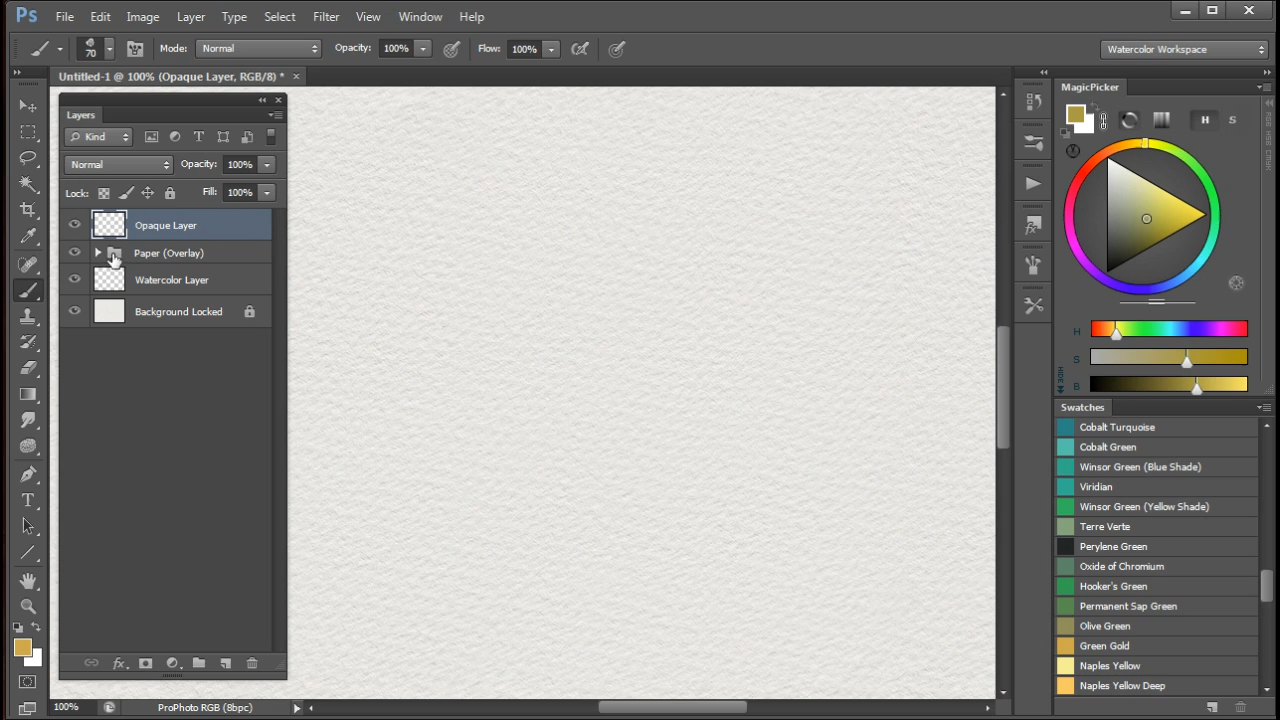 Ps File Edit Image Layer Type Select Filter View Window Help
70 Mode: Normal Opacity: 100% Flow: 100% Watercolor Workspace
Untitled-1 @ 100% (Opaque Layer, RGB/8) *
Layers
Kind
Normal Opacity: 100%
Lock: Fill: 100%
Opaque Layer
Paper (Overlay)
Watercolor Layer
Background Locked
MagicPicker
H S
RGB HSB CMYK
H
S
B
HIDE
Swatches
Cobalt Turquoise
Cobalt Green
Winsor Green (Blue Shade)
Viridian
Winsor Green (Yellow Shade)
Terre Verte
Perylene Green
Oxide of Chromium
Hooker's Green
Permanent Sap Green
Olive Green
Green Gold
Naples Yellow
Naples Yellow Deep
100% ProPhoto RGB (8bpc)